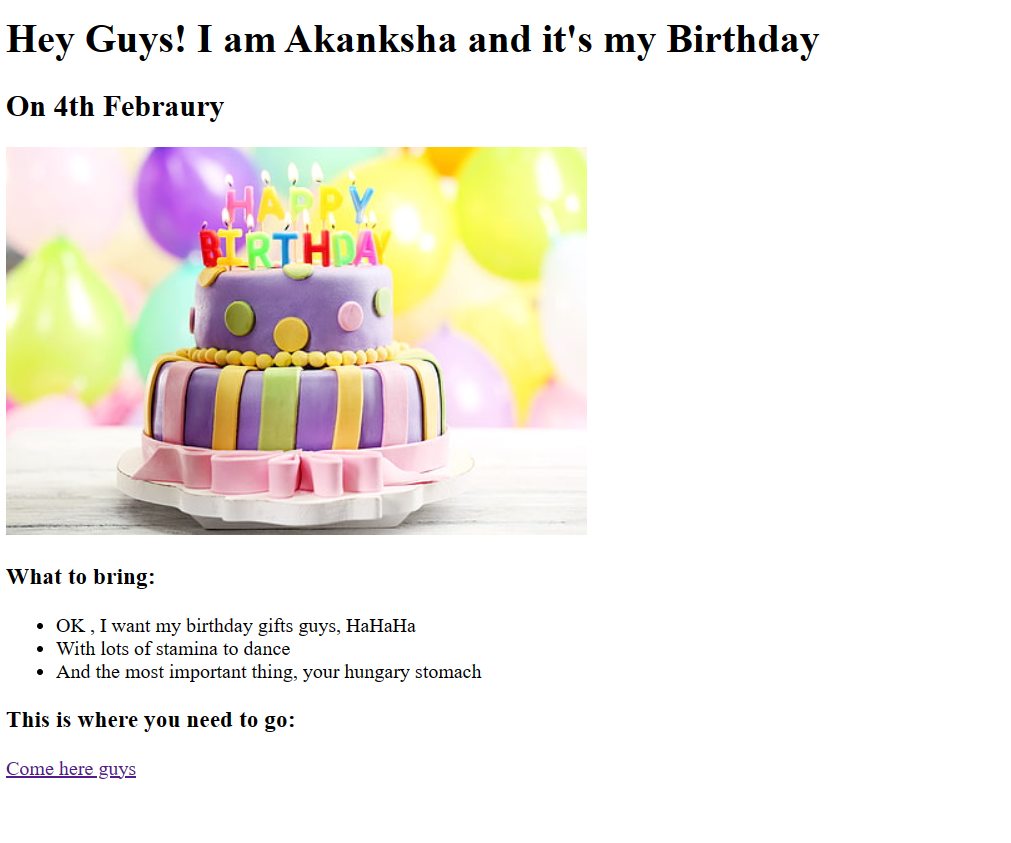 Hey Guys! I am Akanksha and it's my Birthday
On 4th Febraury
HAPPY
BIRTHDAY
What to bring:
OK , I want my birthday gifts guys, HaHaHa
With lots of stamina to dance
And the most important thing, your hungary stomach
This is where you need to go:
Come here guys